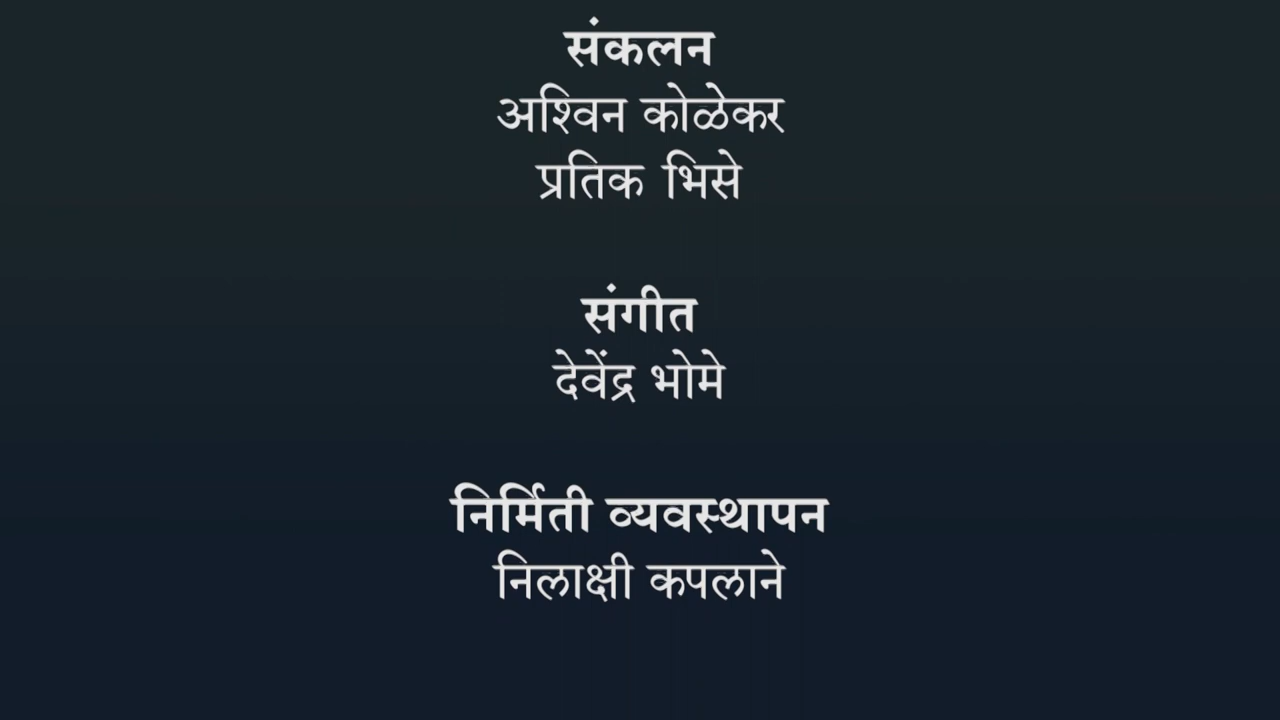 संकलन
अश्विन कोळेकर
प्रतिक भिसे
संगीत
देवेंद्र भोमे
निर्मिती व्यवस्थापन
निलाक्षी कपलाने